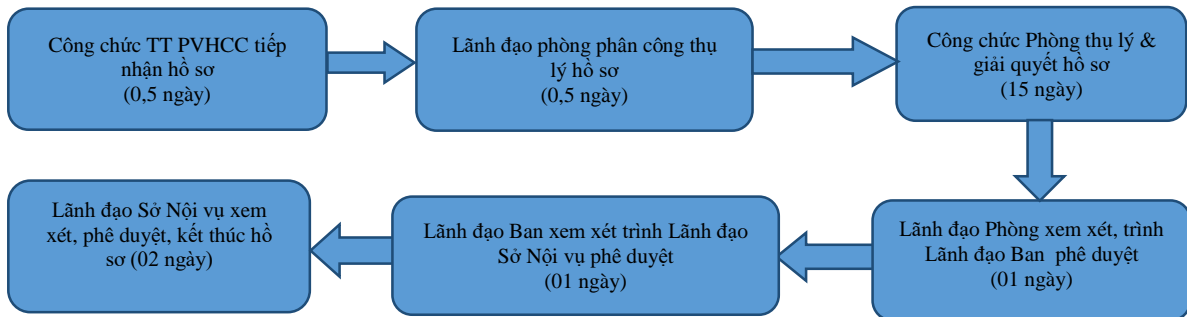 Công chức TT PVHCC tiếp
nhận hồ sơ
(0,5 ngày)
Lãnh đạo phòng phân công thụ
lý hồ sơ
(0,5 ngày)
Công chức Phòng thụ lý &
giải quyết hồ sơ
(15 ngày)
Lãnh đạo Phòng xem xét, trình
Lãnh đạo Ban phê duyệt
(01 ngày)
Lãnh đạo Ban xem xét trình Lãnh đạo
Sở Nội vụ phê duyệt
(01 ngày)
Lãnh đạo Sở Nội vụ xem
xét, phê duyệt, kết thúc hồ
sơ (02 ngày)